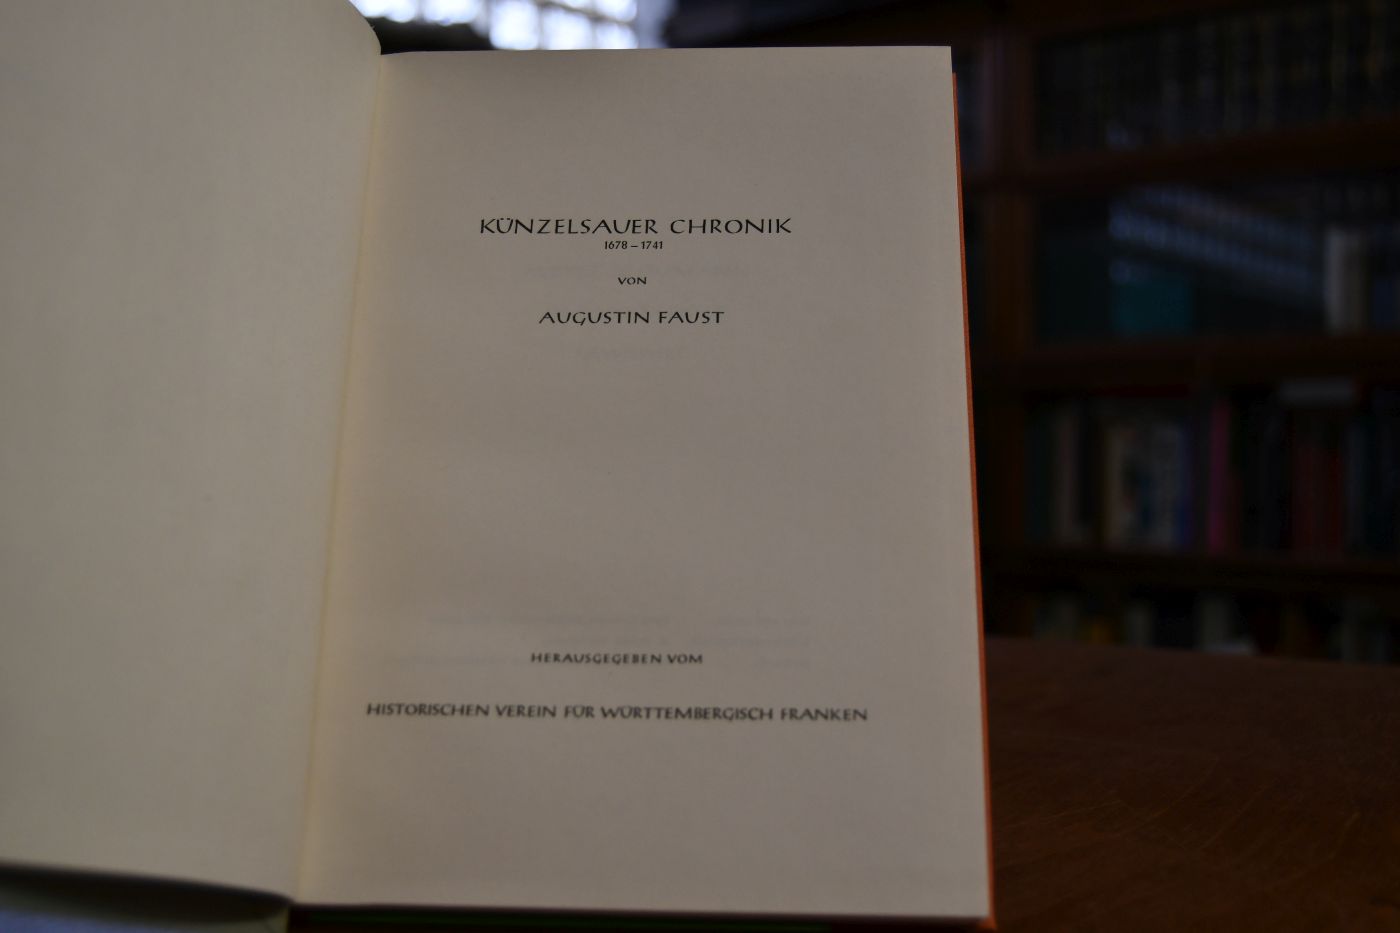 KÜNZELSAUER CHRONIK
1678 – 1741
VON
AUGUSTIN FAUST
HERAUSGEGEBEN VOM
HISTORISCHEN VEREIN FÜR WÜRTTEMBERGISCH FRANKEN